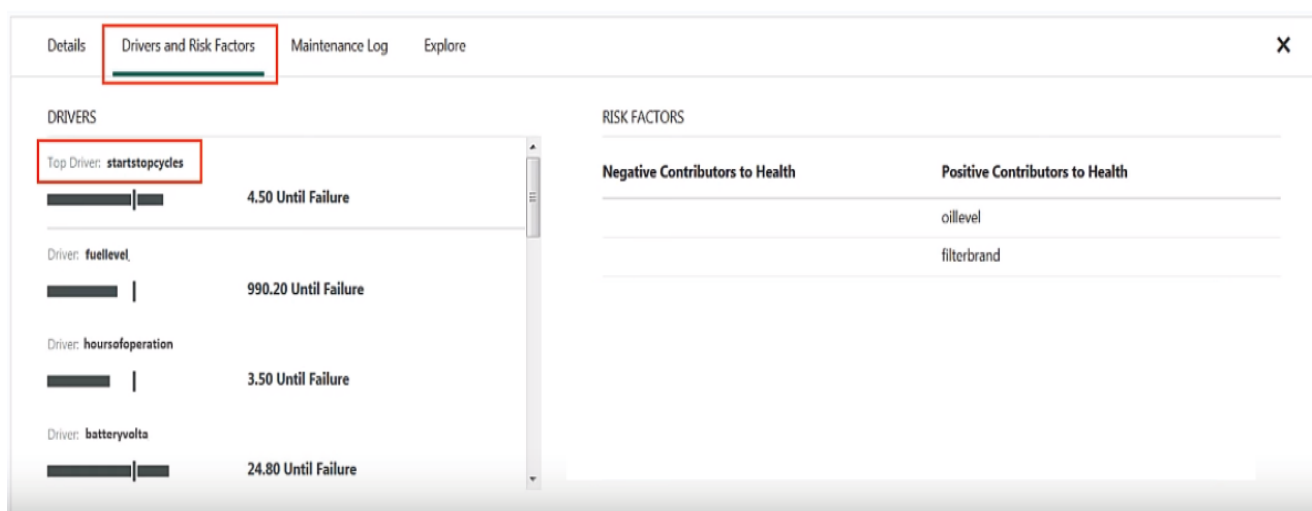 Details Drivers and Risk Factors Maintenance Log Explore X
DRIVERS
Top Driver: startstopcycles
4.50 Until Failure
Driver: fuellevel
990.20 Until Failure
Driver: hoursofoperation
3.50 Until Failure
Driver: batteryvolta
24.80 Until Failure
RISK FACTORS
Negative Contributors to Health Positive Contributors to Health
oillevel
filterbrand